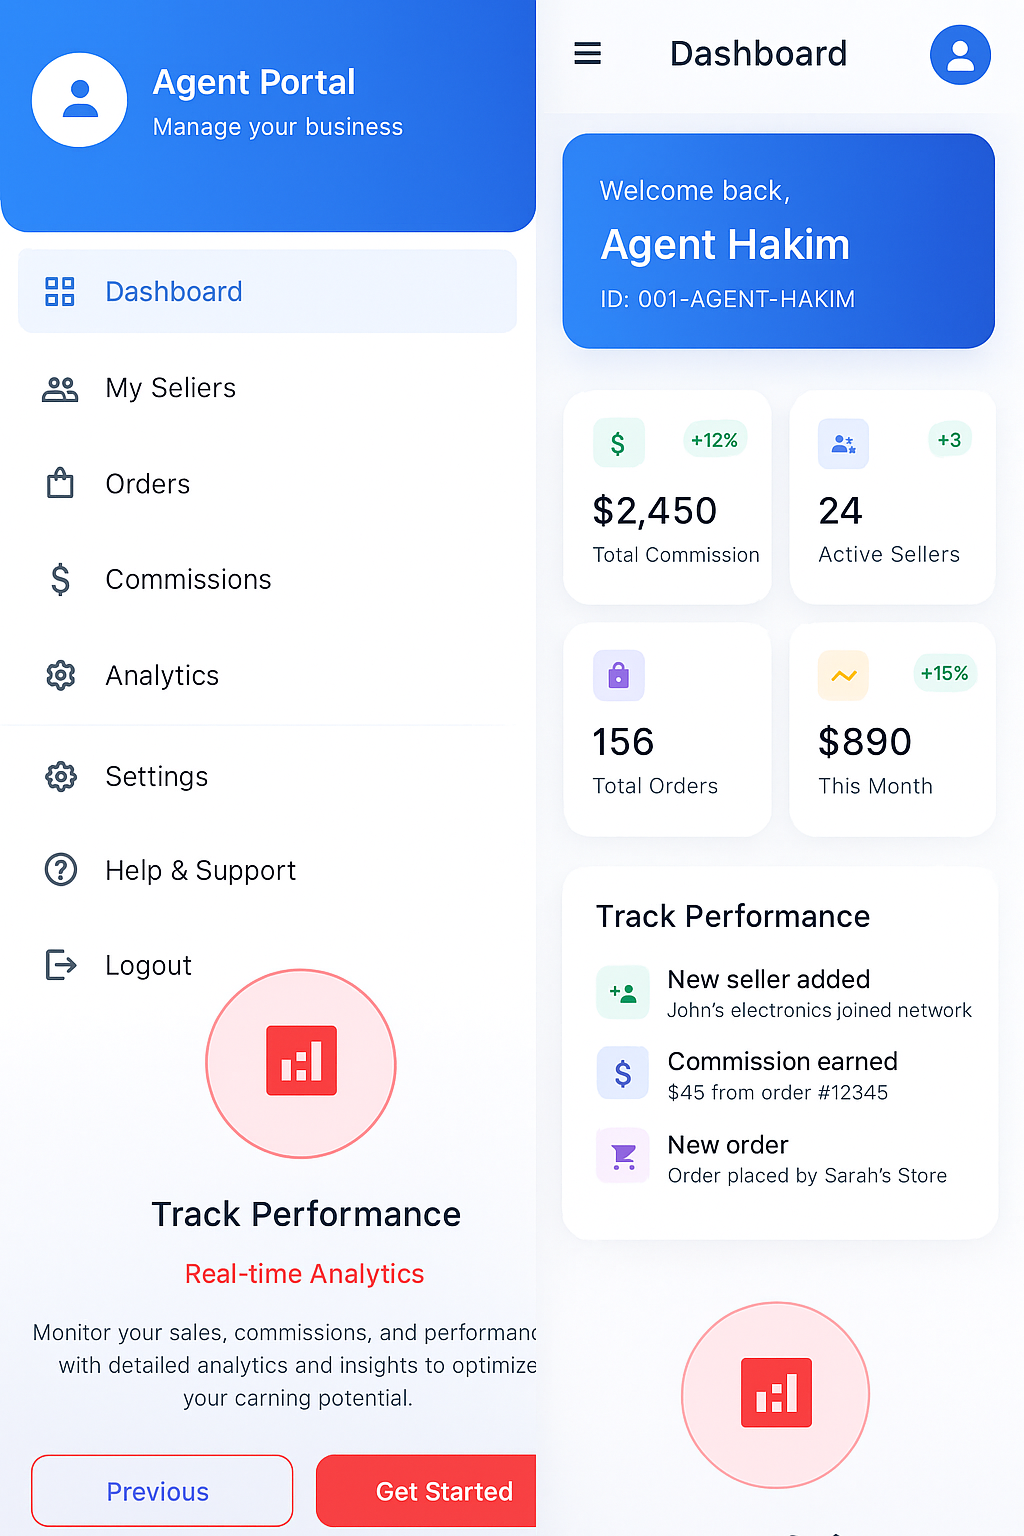 Agent Portal
Manage your business
Dashboard
My Seliers
Orders
Commissions
Analytics
Settings
Help & Support
Logout
Track Performance
Real-time Analytics
Monitor your sales, commissions, and performanc
with detailed analytics and insights to optimize
your carning potential.
Previous
Get Started
Dashboard
Welcome back,
Agent Hakim
ID: 001-AGENT-HAKIM
+12%
$2,450
Total Commission
+3
24
Active Sellers
156
Total Orders
+15%
$890
This Month
Track Performance
New seller added
John's electronics joined network
Commission earned
$45 from order #12345
New order
Order placed by Sarah's Store